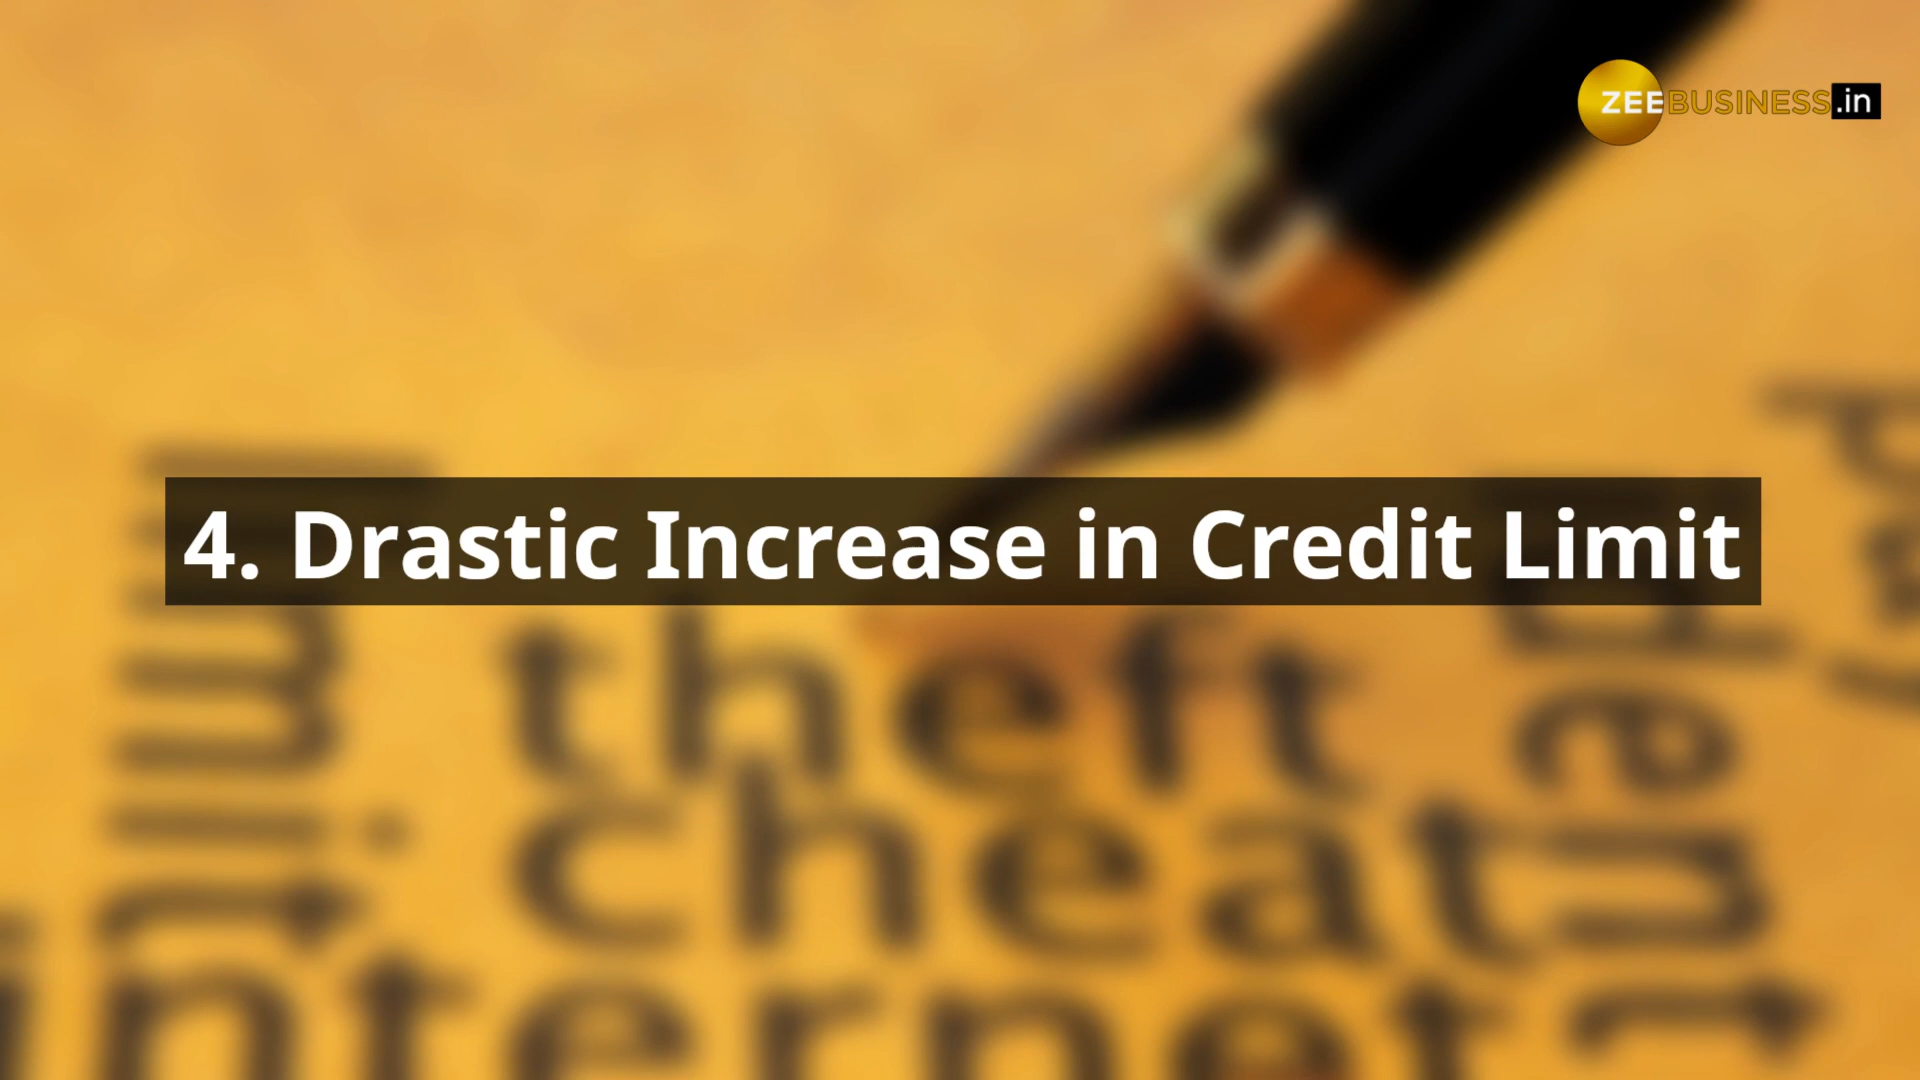 ZEEBUSINESS.in
4. Drastic Increase in Credit Limit
theft
cheat
internet